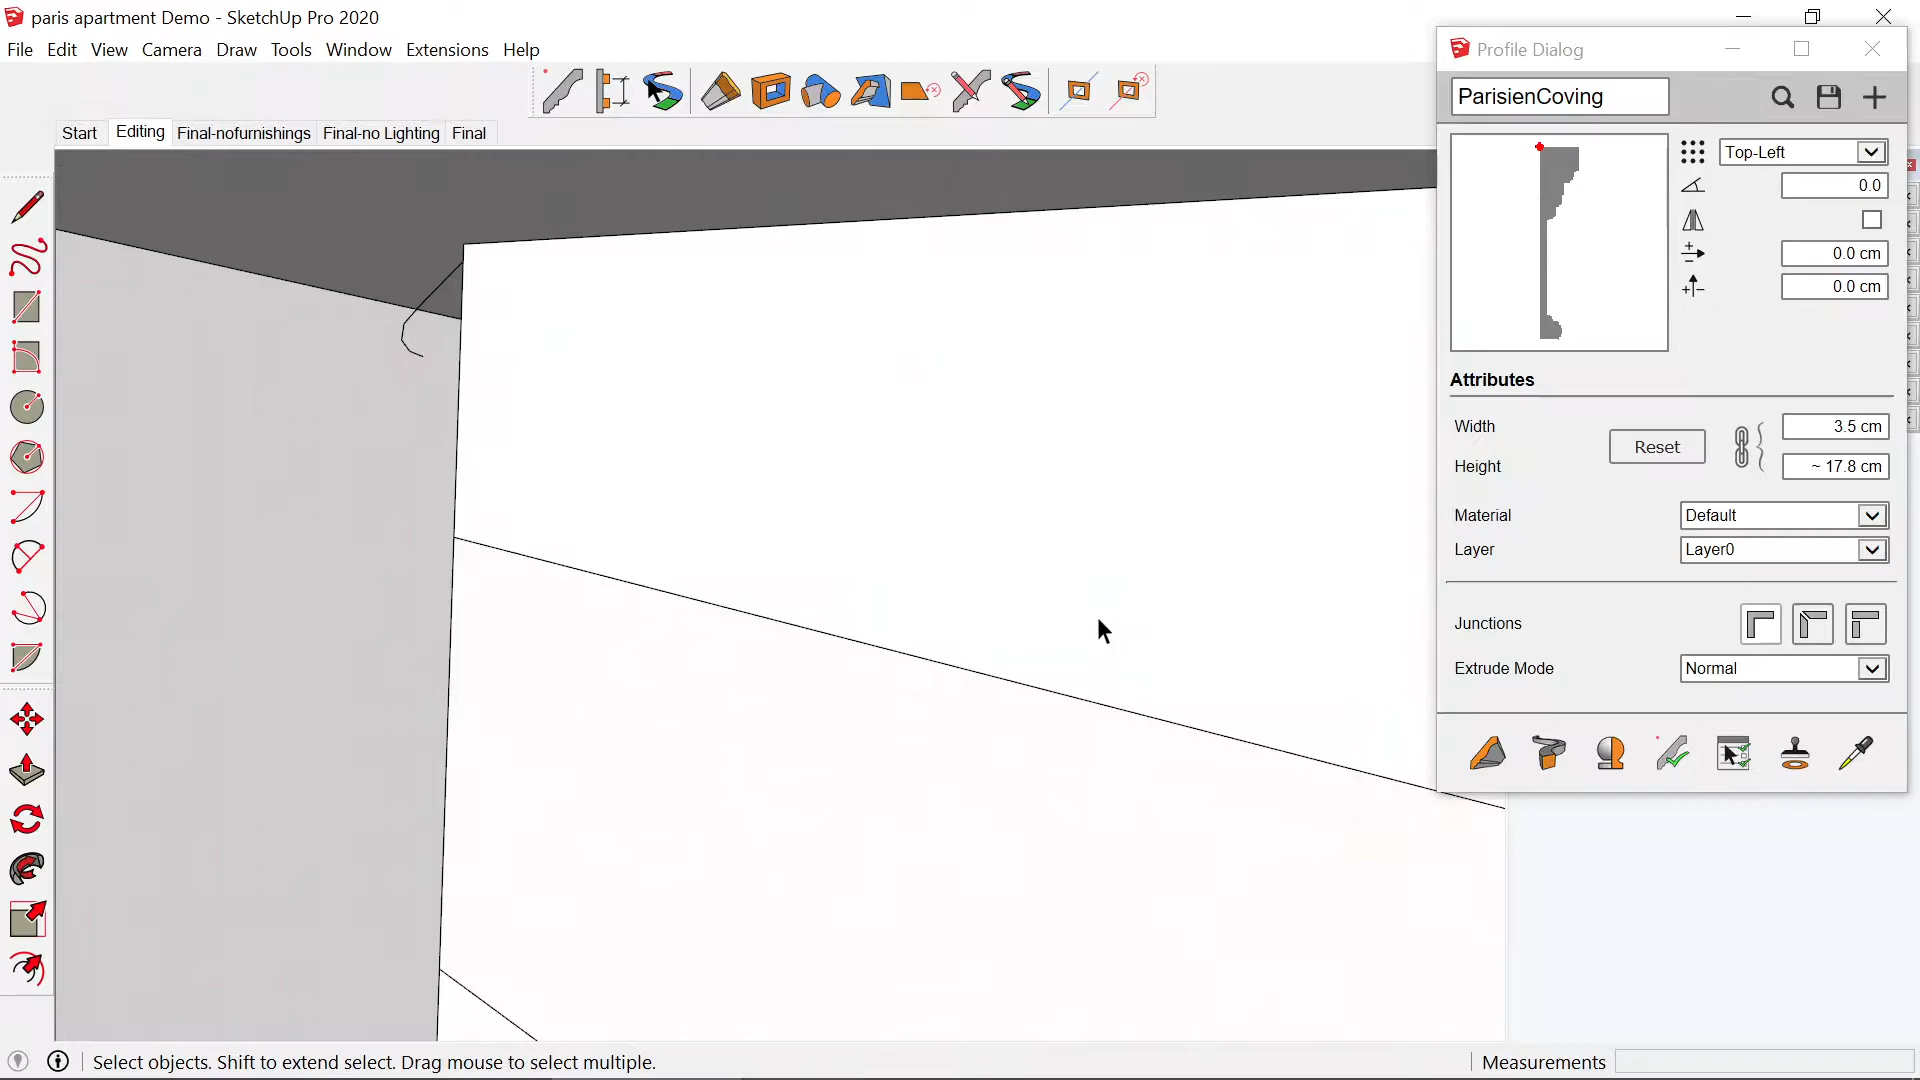 paris apartment Demo - SketchUp Pro 2020
File Edit View Camera Draw Tools Window Extensions Help
Start Editing Final-nofurnishings Final-no Lighting Final
Profile Dialog
ParisienCoving
Top-Left
0.0
0.0 cm
0.0 cm
Attributes
Width 3.5 cm
Reset
Height ~ 17.8 cm
Material Default
Layer Layer0
Junctions
Extrude Mode Normal
Select objects. Shift to extend select. Drag mouse to select multiple.
Measurements